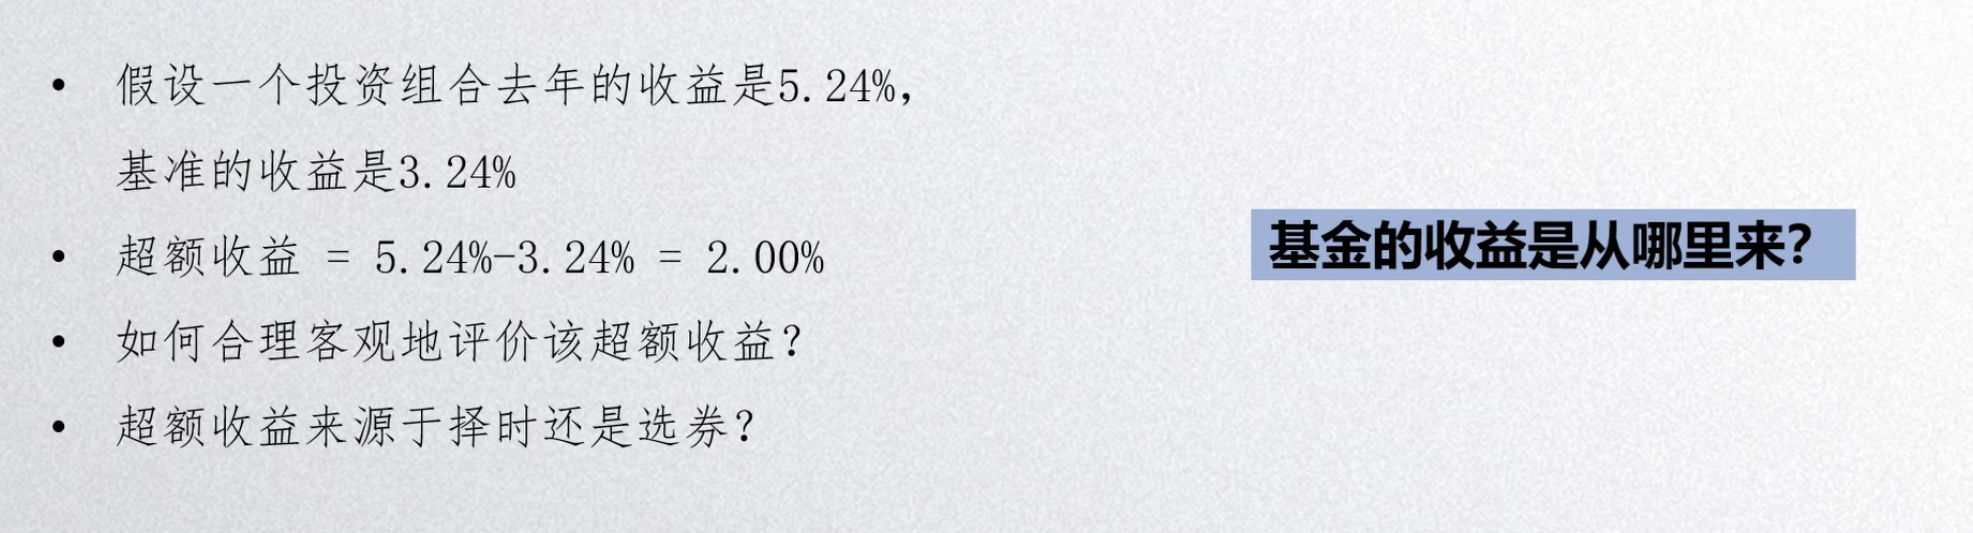 • 假设一个投资组合去年的收益是5.24%，
基准的收益是3.24%
• 超额收益 = 5.24%-3.24% = 2.00%
基金的收益是从哪里来？
• 如何合理客观地评价该超额收益？
• 超额收益来源于择时还是选券？